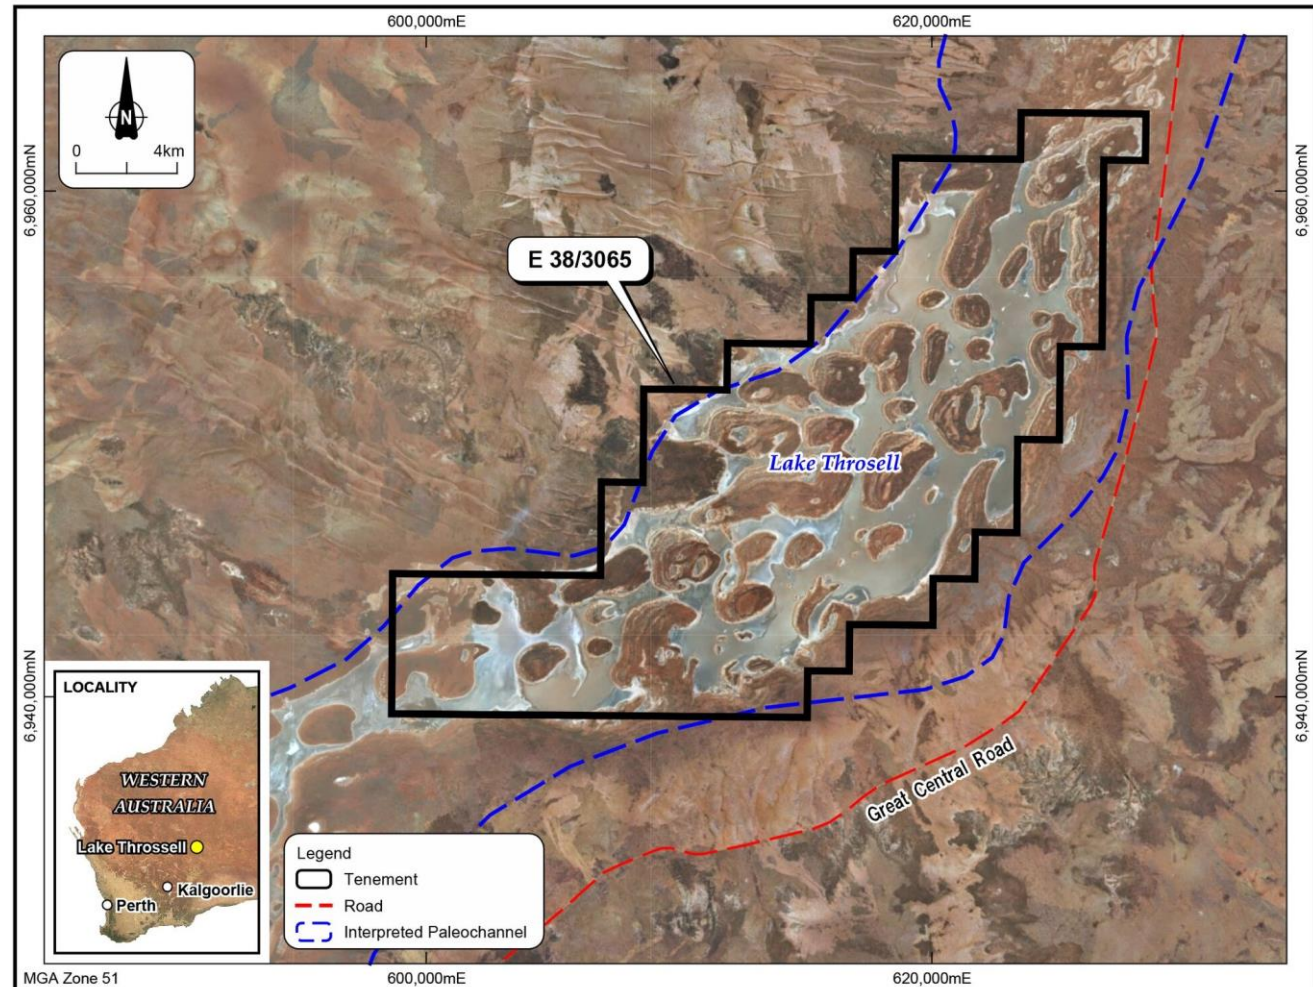 600,000mE
620,000mE
N
0
4km
6,960,000mN
6,960,000mN
E 38/3065
Lake Throsell
6,940,000mN
6,940,000mN
Great Central Road
LOCALITY
WESTERN
AUSTRALIA
Lake Throssell
Kalgoorlie
Perth
Legend
Tenement
Road
Interpreted Paleochannel
MGA Zone 51
600,000mE
620,000mE